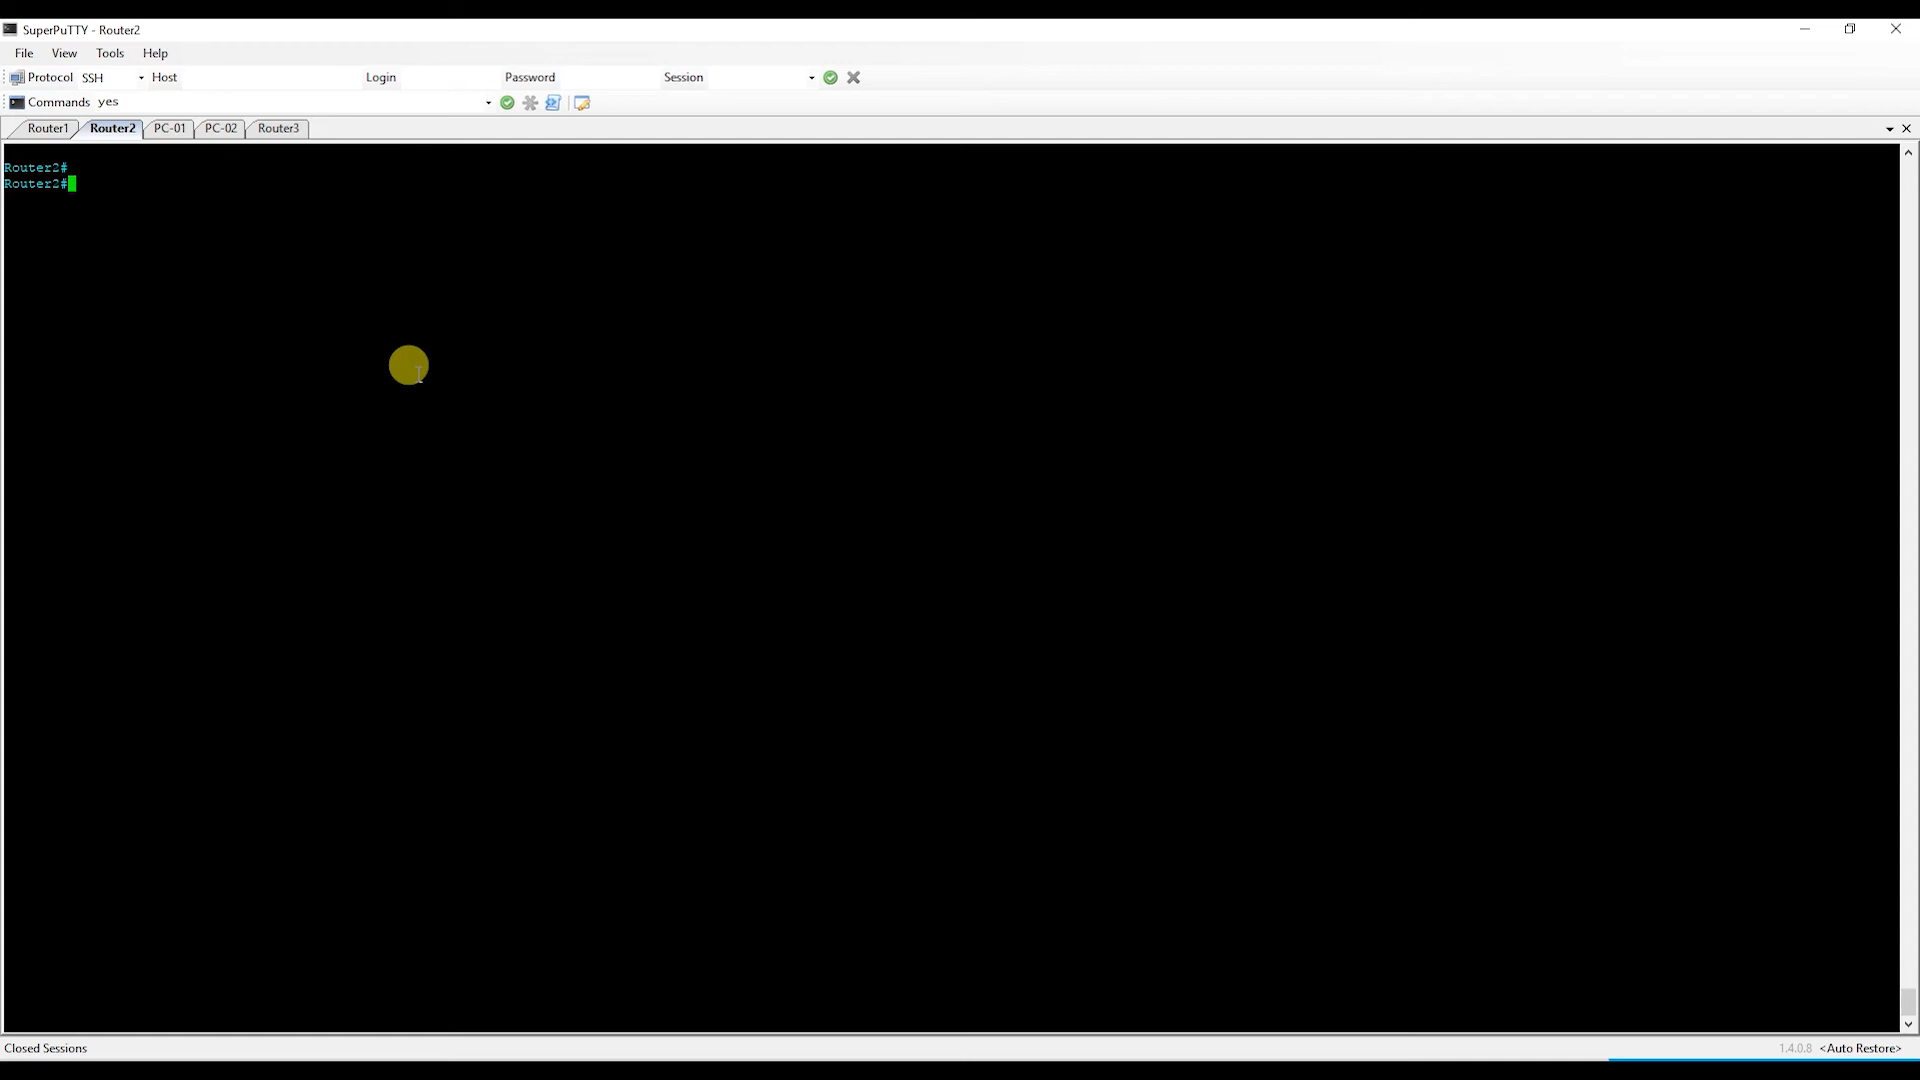 SuperPuTTY - Router2
File View Tools Help
Protocol SSH Host Login Password Session
Commands yes
Router1 Router2 PC-01 PC-02 Router3
Router2#
Router2#
Closed Sessions 1.4.0.8 <Auto Restore>